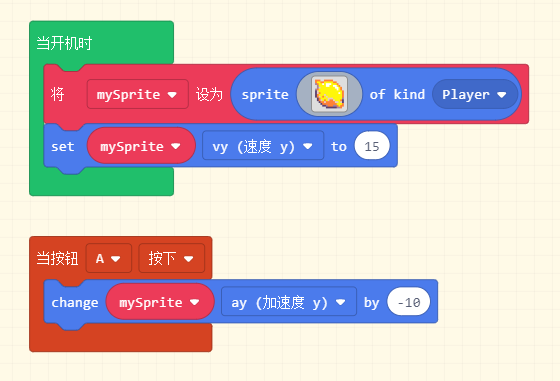 当开机时
将 mySprite 设为 sprite of kind Player
set mySprite vy (速度 y) to 15
当按钮 A 按下
change mySprite ay (加速度 y) by -10